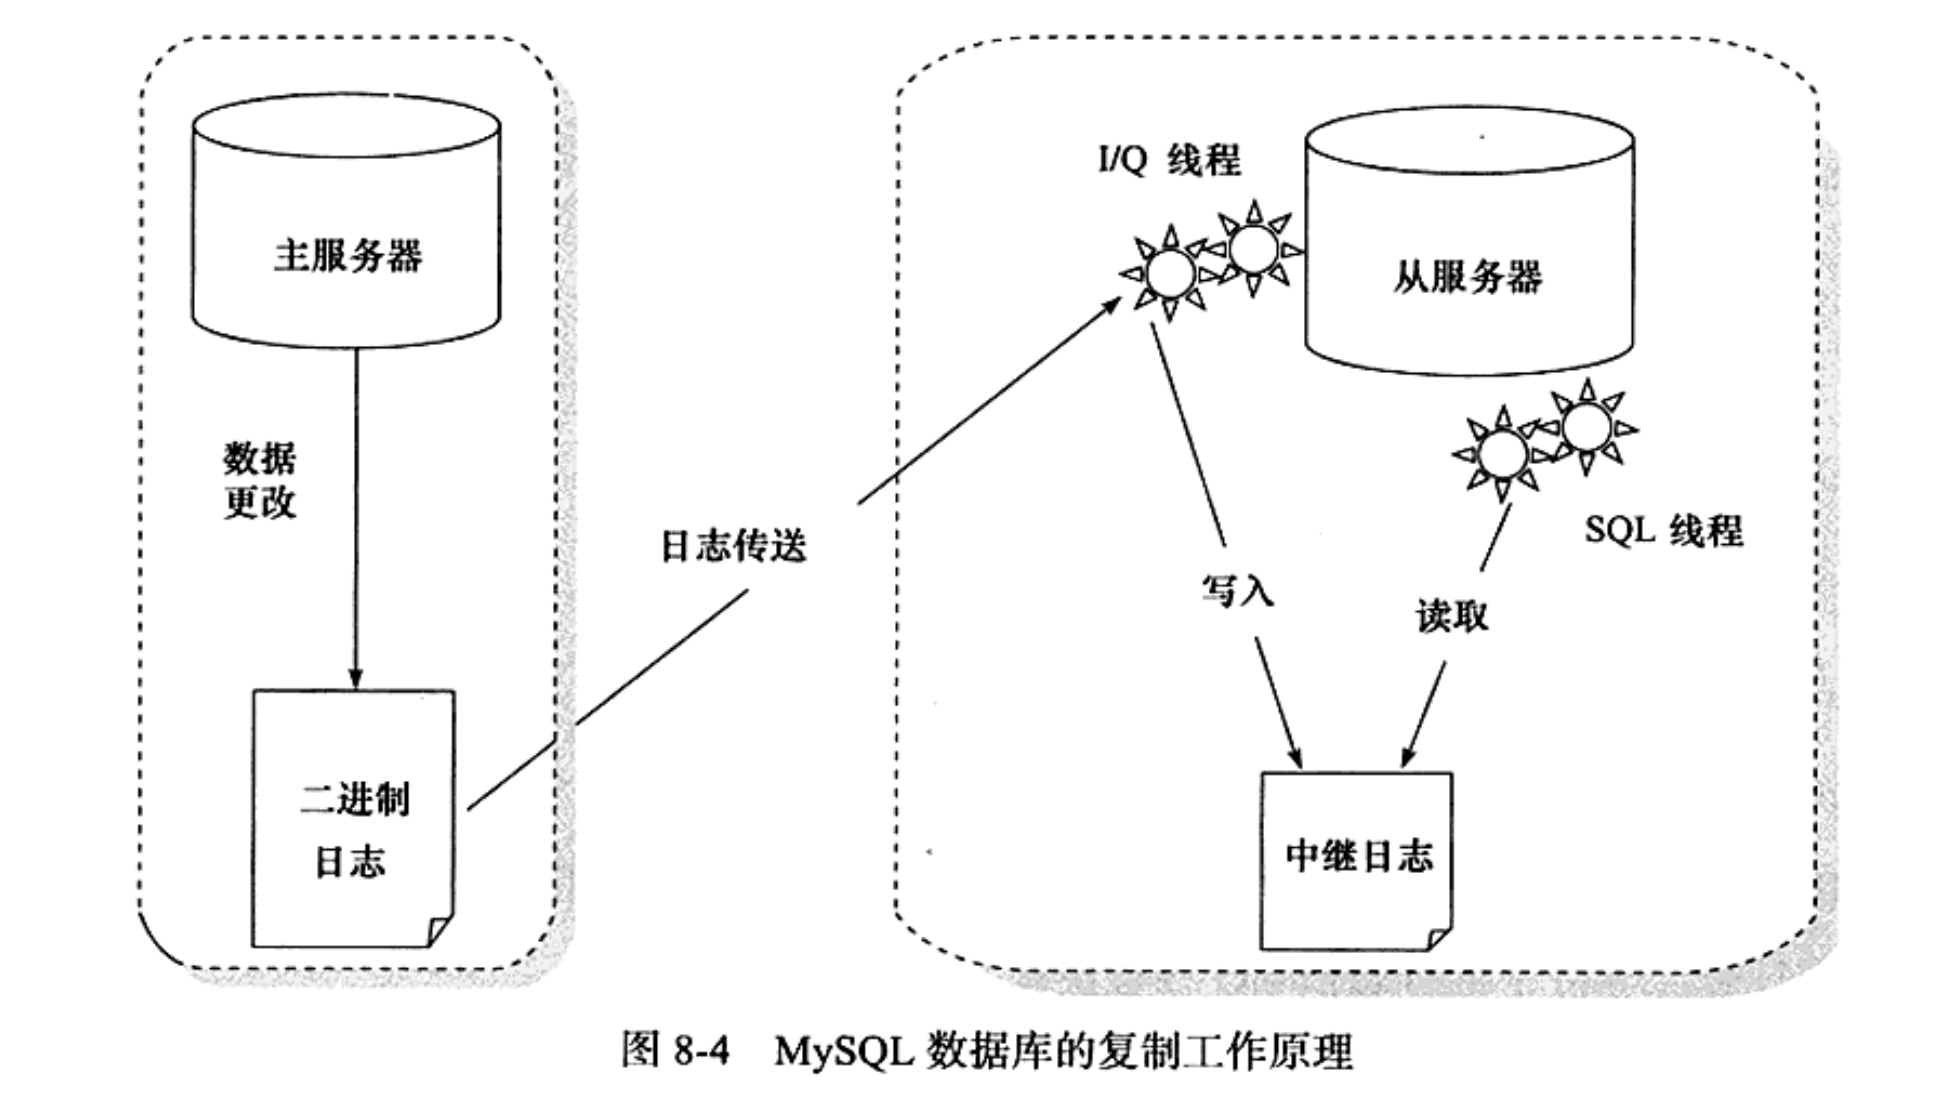 主服务器
数据
更改
二进制
日志
日志传送
I/Q 线程
从服务器
SQL 线程
写入
读取
中继日志
图 8-4 MySQL 数据库的复制工作原理